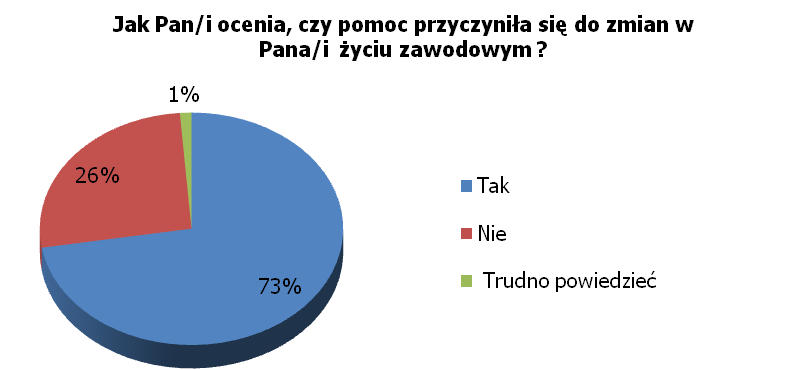 Jak Pan/i ocenia, czy pomoc przyczyniła się do zmian w
Pana/i życiu zawodowym ?
1%
26%
73%
Tak
Nie
Trudno powiedzieć